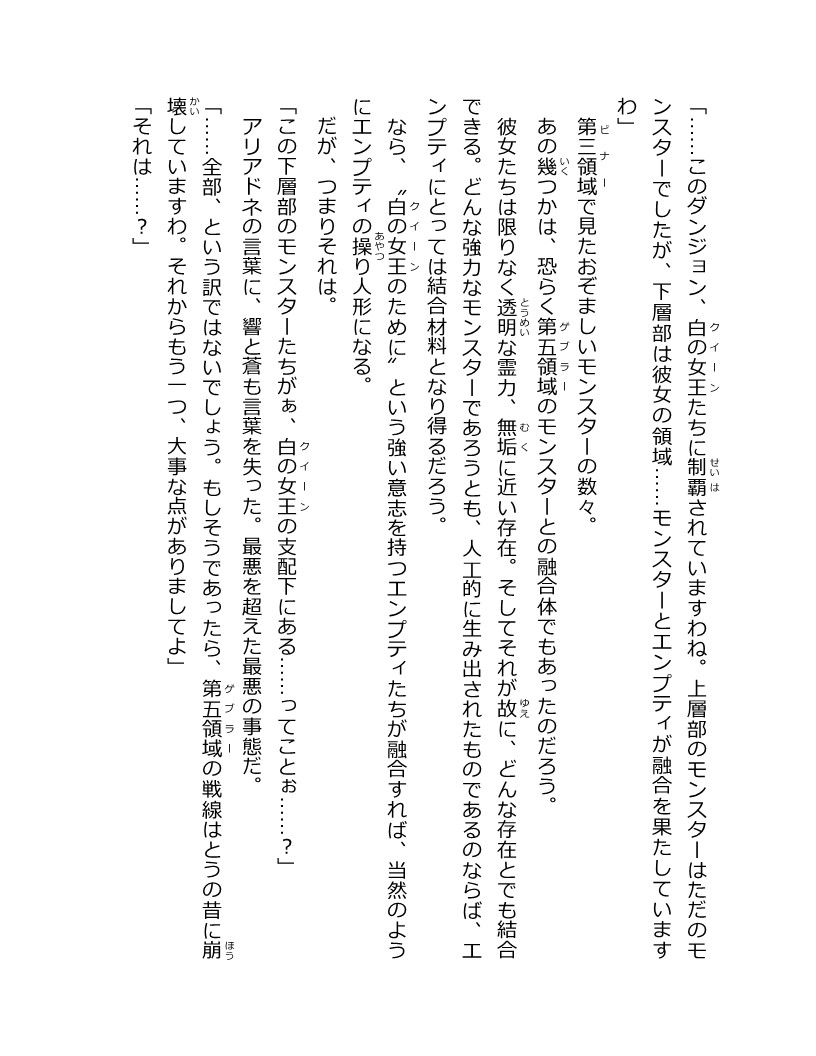 「……このダンジョン、白の女王たちに制覇されていますわね。上層部のモンスターはただのモ
ンスターでしたが、下層部は彼女の領域……モンスターとエンプティが融合を果たしています
わ」
第三領域で見たおぞましいモンスターの数々。
あの幾つかは、恐らく第五領域のモンスターとの融合体でもあったのだろう。
彼女たちは限りなく透明な霊力、無垢に近い存在。そしてそれが故に、どんな存在とでも結合
できる。どんな強力なモンスターであろうとも、人工的に生み出されたものであるのならば、エ
ンプティにとっては結合材料となり得るだろう。
なら、〝白の女王のために〟という強い意志を持つエンプティたちが融合すれば、当然のよう
にエンプティの操り人形になる。
だが、つまりそれは。
「この下層部のモンスターたちがぁ、白の女王の支配下にある……ってことぉ……？」
アリアドネの言葉に、響と蒼も言葉を失った。最悪を超えた最悪の事態だ。
「……全部、という訳ではないでしょう。もしそうであったら、第五領域の戦線はとうの昔に崩
壊していますわ。それからもう一つ、大事な点がありましてよ」
「それは……？」